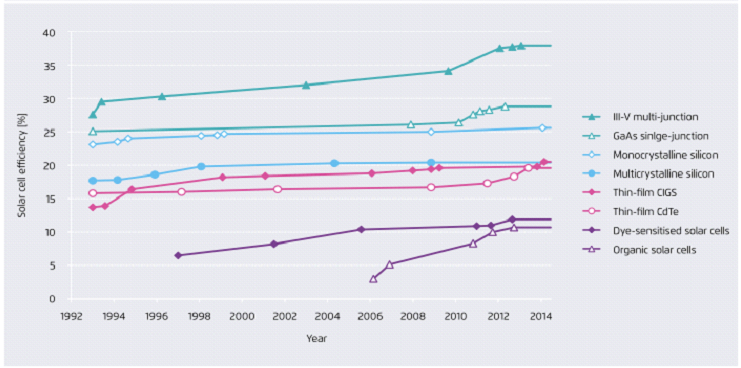 40
35
30
25
20
15
10
5
0
Solar cell efficiency (%)
1992 1994 1996 1998 2000 2002 2004 2006 2008 2010 2012 2014
Year
III-V multi-junction
GaAs sinlge-junction
Monocrystalline silicon
Multicrystalline silicon
Thin-film CIGS
Thin-film CdTe
Dye-sensitised solar cells
Organic solar cells